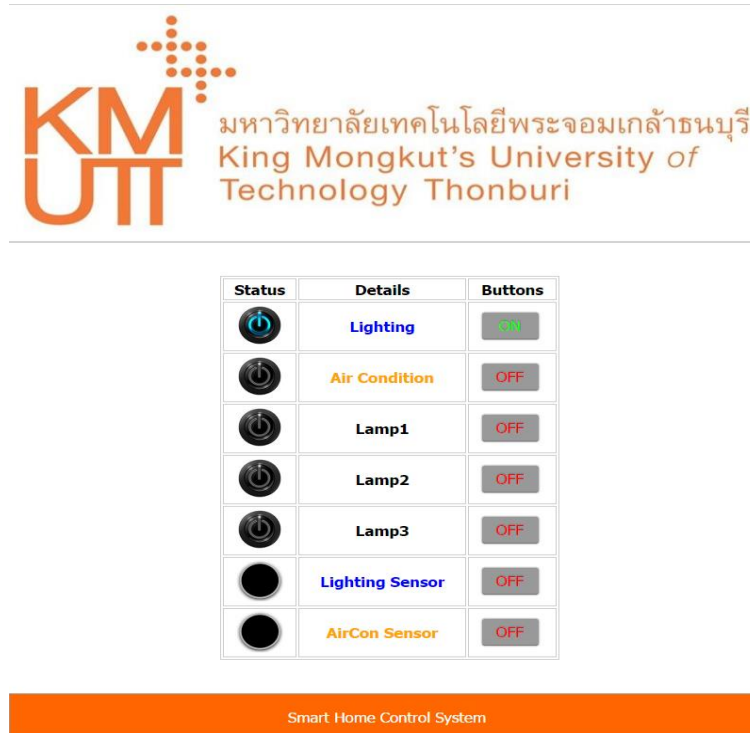 KM
UTT
มหาวิทยาลัยเทคโนโลยีพระจอมเกล้าธนบุรี
King Mongkut's University of
Technology Thonburi
Status Details Buttons
Lighting ON
Air Condition OFF
Lamp1 OFF
Lamp2 OFF
Lamp3 OFF
Lighting Sensor OFF
AirCon Sensor OFF
Smart Home Control System